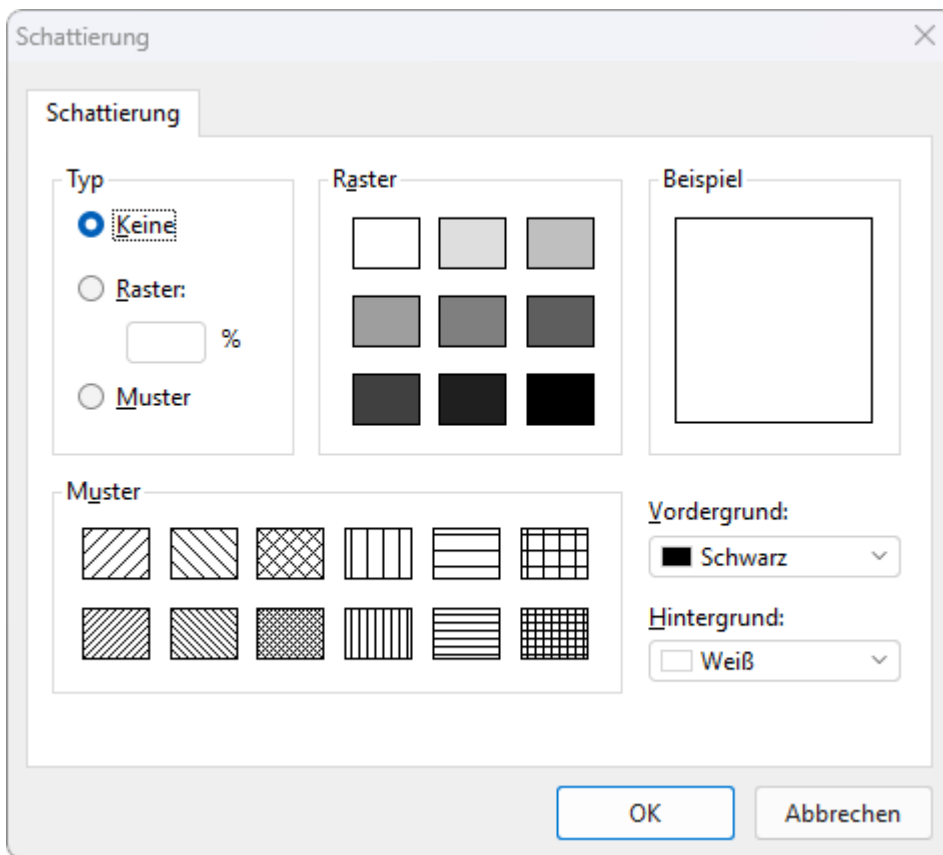 Schattierung
Schattierung
Typ
Keine
Raster:
%
Muster
Raster
Beispiel
Muster
Vordergrund:
Schwarz
Hintergrund:
Weiß
OK
Abbrechen